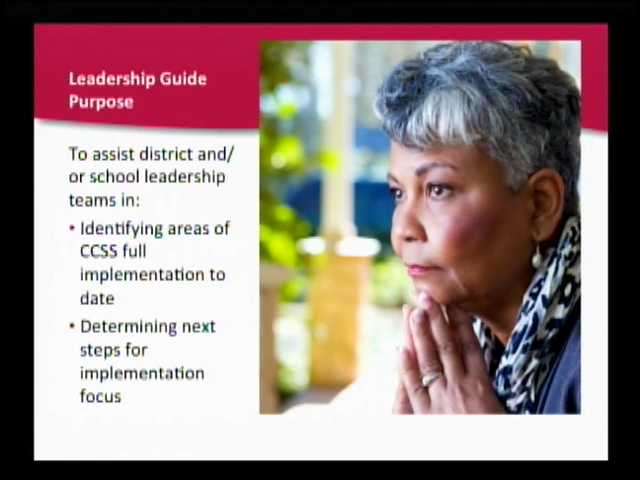 Leadership Guide
Purpose
To assist district and/
or school leadership
teams in:
• Identifying areas of
CCSS full
implementation to
date
• Determining next
steps for
implementation
focus